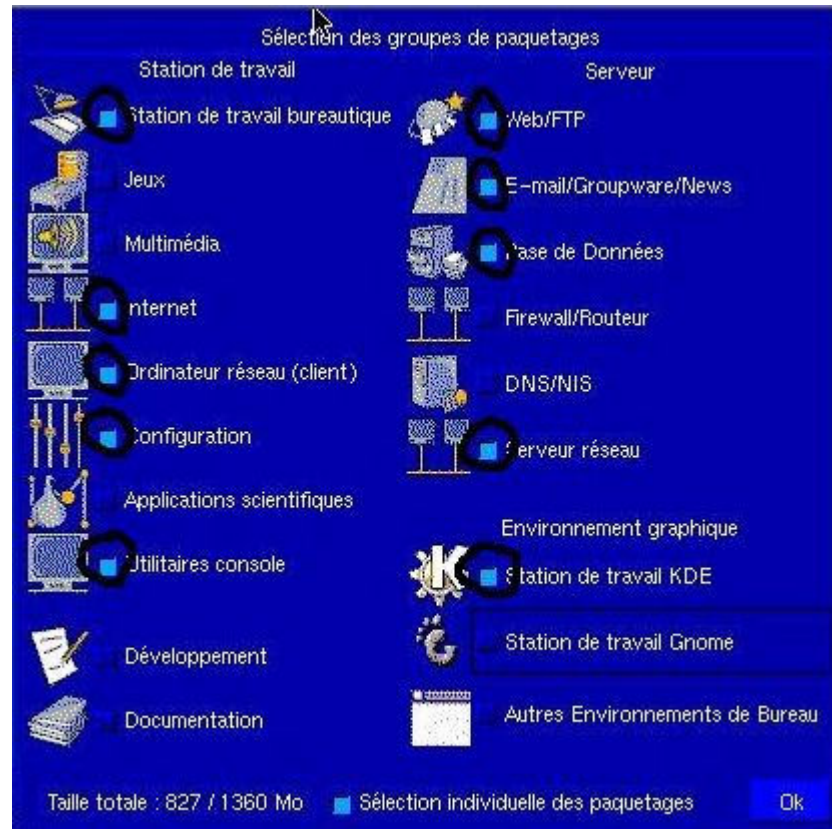 Sélection des groupes de paquetages
Station de travail
Station de travail bureautique
Jeux
Multimédia
Internet
Ordinateur réseau (client)
Configuration
Applications scientifiques
Utilitaires console
Développement
Documentation
Serveur
Web/FTP
E-mail/Groupware/News
Base de Données
Firewall/Routeur
DNS/NIS
Serveur réseau
Environnement graphique
Station de travail KDE
Station de travail Gnome
Autres Environnements de Bureau
Taille totale : 827 / 1360 Mo
Sélection individuelle des paquetages
Ok